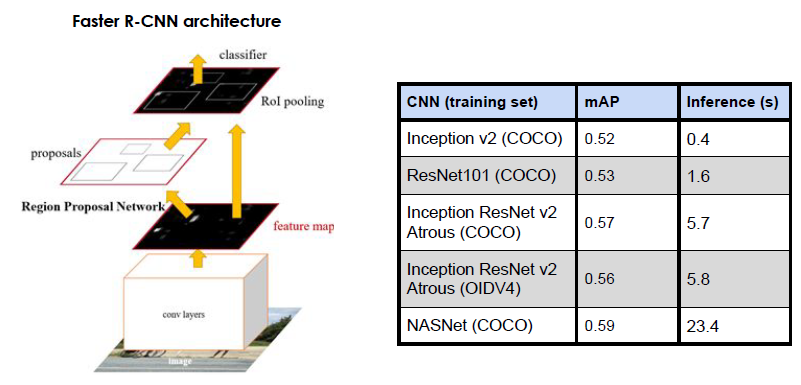 Faster R-CNN architecture
classifier
RoI pooling
proposals
Region Proposal Network
feature map
conv layers
image
CNN (training set) mAP Inference (s)
Inception v2 (COCO) 0.52 0.4
ResNet101 (COCO) 0.53 1.6
Inception ResNet v2
Atrous (COCO) 0.57 5.7
Inception ResNet v2
Atrous (OIDV4) 0.56 5.8
NASNet (COCO) 0.59 23.4